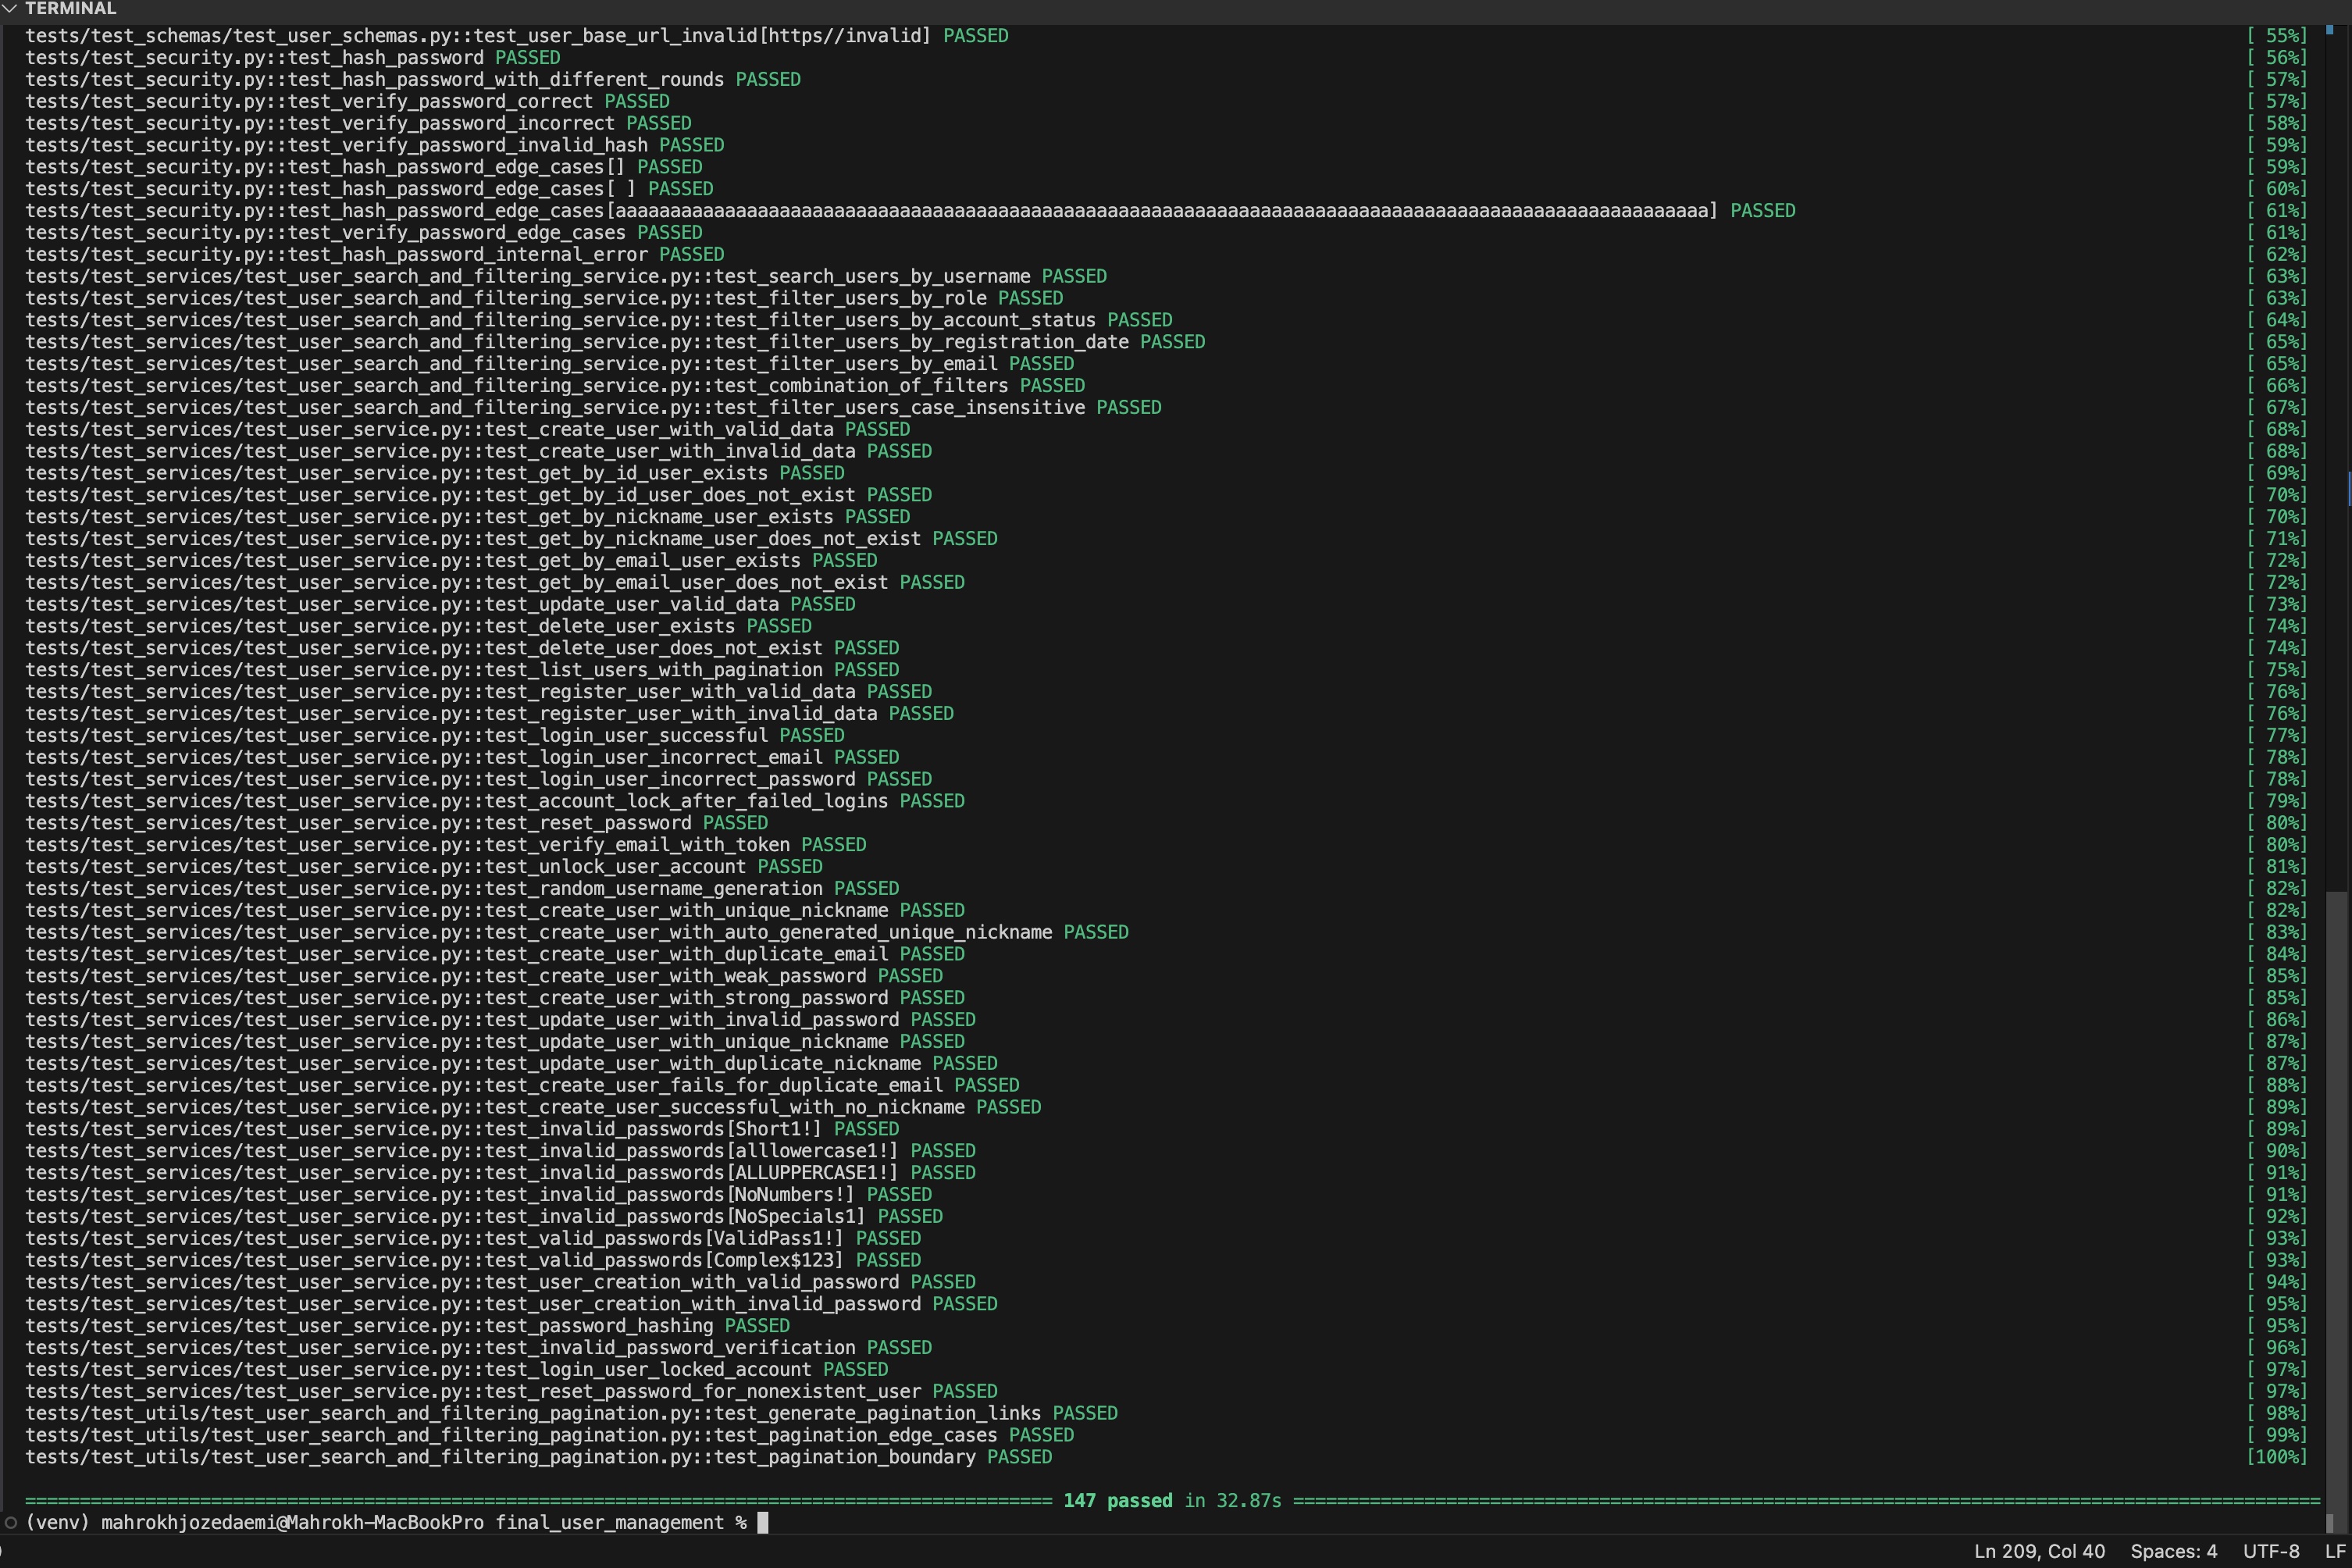 TERMINAL
tests/test_schemas/test_user_schemas.py::test_user_base_url_invalid[https//invalid] PASSED [ 55%]
tests/test_security.py::test_hash_password PASSED [ 56%]
tests/test_security.py::test_hash_password_with_different_rounds PASSED [ 57%]
tests/test_security.py::test_verify_password_correct PASSED [ 57%]
tests/test_security.py::test_verify_password_incorrect PASSED [ 58%]
tests/test_security.py::test_verify_password_invalid_hash PASSED [ 59%]
tests/test_security.py::test_hash_password_edge_cases[] PASSED [ 59%]
tests/test_security.py::test_hash_password_edge_cases[ ] PASSED [ 60%]
tests/test_security.py::test_hash_password_edge_cases[aaaaaaaaaaaaaaaaaaaaaaaaaaaaaaaaaaaaaaaaaaaaaaaaaaaaaaaaaaaaaaaaaaaaaaaaaaaaaaaaaaaaaaaaaaaaaaaaaaaa] PASSED [ 61%]
tests/test_security.py::test_verify_password_edge_cases PASSED [ 61%]
tests/test_security.py::test_hash_password_internal_error PASSED [ 62%]
tests/test_services/test_user_search_and_filtering_service.py::test_search_users_by_username PASSED [ 63%]
tests/test_services/test_user_search_and_filtering_service.py::test_filter_users_by_role PASSED [ 63%]
tests/test_services/test_user_search_and_filtering_service.py::test_filter_users_by_account_status PASSED [ 64%]
tests/test_services/test_user_search_and_filtering_service.py::test_filter_users_by_registration_date PASSED [ 65%]
tests/test_services/test_user_search_and_filtering_service.py::test_filter_users_by_email PASSED [ 65%]
tests/test_services/test_user_search_and_filtering_service.py::test_combination_of_filters PASSED [ 66%]
tests/test_services/test_user_search_and_filtering_service.py::test_filter_users_case_insensitive PASSED [ 67%]
tests/test_services/test_user_service.py::test_create_user_with_valid_data PASSED [ 68%]
tests/test_services/test_user_service.py::test_create_user_with_invalid_data PASSED [ 68%]
tests/test_services/test_user_service.py::test_get_by_id_user_exists PASSED [ 69%]
tests/test_services/test_user_service.py::test_get_by_id_user_does_not_exist PASSED [ 70%]
tests/test_services/test_user_service.py::test_get_by_nickname_user_exists PASSED [ 70%]
tests/test_services/test_user_service.py::test_get_by_nickname_user_does_not_exist PASSED [ 71%]
tests/test_services/test_user_service.py::test_get_by_email_user_exists PASSED [ 72%]
tests/test_services/test_user_service.py::test_get_by_email_user_does_not_exist PASSED [ 72%]
tests/test_services/test_user_service.py::test_update_user_valid_data PASSED [ 73%]
tests/test_services/test_user_service.py::test_delete_user_exists PASSED [ 74%]
tests/test_services/test_user_service.py::test_delete_user_does_not_exist PASSED [ 74%]
tests/test_services/test_user_service.py::test_list_users_with_pagination PASSED [ 75%]
tests/test_services/test_user_service.py::test_register_user_with_valid_data PASSED [ 76%]
tests/test_services/test_user_service.py::test_register_user_with_invalid_data PASSED [ 76%]
tests/test_services/test_user_service.py::test_login_user_successful PASSED [ 77%]
tests/test_services/test_user_service.py::test_login_user_incorrect_email PASSED [ 78%]
tests/test_services/test_user_service.py::test_login_user_incorrect_password PASSED [ 78%]
tests/test_services/test_user_service.py::test_account_lock_after_failed_logins PASSED [ 79%]
tests/test_services/test_user_service.py::test_reset_password PASSED [ 80%]
tests/test_services/test_user_service.py::test_verify_email_with_token PASSED [ 80%]
tests/test_services/test_user_service.py::test_unlock_user_account PASSED [ 81%]
tests/test_services/test_user_service.py::test_random_username_generation PASSED [ 82%]
tests/test_services/test_user_service.py::test_create_user_with_unique_nickname PASSED [ 82%]
tests/test_services/test_user_service.py::test_create_user_with_auto_generated_unique_nickname PASSED [ 83%]
tests/test_services/test_user_service.py::test_create_user_with_duplicate_email PASSED [ 84%]
tests/test_services/test_user_service.py::test_create_user_with_weak_password PASSED [ 85%]
tests/test_services/test_user_service.py::test_create_user_with_strong_password PASSED [ 85%]
tests/test_services/test_user_service.py::test_update_user_with_invalid_password PASSED [ 86%]
tests/test_services/test_user_service.py::test_update_user_with_unique_nickname PASSED [ 87%]
tests/test_services/test_user_service.py::test_update_user_with_duplicate_nickname PASSED [ 87%]
tests/test_services/test_user_service.py::test_create_user_fails_for_duplicate_email PASSED [ 88%]
tests/test_services/test_user_service.py::test_create_user_successful_with_no_nickname PASSED [ 89%]
tests/test_services/test_user_service.py::test_invalid_passwords[Short1!] PASSED [ 89%]
tests/test_services/test_user_service.py::test_invalid_passwords[alllowercase1!] PASSED [ 90%]
tests/test_services/test_user_service.py::test_invalid_passwords[ALLUPPERCASE1!] PASSED [ 91%]
tests/test_services/test_user_service.py::test_invalid_passwords[NoNumbers!] PASSED [ 91%]
tests/test_services/test_user_service.py::test_invalid_passwords[NoSpecials1] PASSED [ 92%]
tests/test_services/test_user_service.py::test_valid_passwords[ValidPass1!] PASSED [ 93%]
tests/test_services/test_user_service.py::test_valid_passwords[Complex$123] PASSED [ 93%]
tests/test_services/test_user_service.py::test_user_creation_with_valid_password PASSED [ 94%]
tests/test_services/test_user_service.py::test_user_creation_with_invalid_password PASSED [ 95%]
tests/test_services/test_user_service.py::test_password_hashing PASSED [ 95%]
tests/test_services/test_user_service.py::test_invalid_password_verification PASSED [ 96%]
tests/test_services/test_user_service.py::test_login_user_locked_account PASSED [ 97%]
tests/test_services/test_user_service.py::test_reset_password_for_nonexistent_user PASSED [ 97%]
tests/test_utils/test_user_search_and_filtering_pagination.py::test_generate_pagination_links PASSED [ 98%]
tests/test_utils/test_user_search_and_filtering_pagination.py::test_pagination_edge_cases PASSED [ 99%]
tests/test_utils/test_user_search_and_filtering_pagination.py::test_pagination_boundary PASSED [100%]
============================================================================================== 147 passed in 32.87s ==============================================================================================
(venv) mahrokhjozedaemi@Mahrokh-MacBookPro final_user_management %
Ln 209, Col 40 Spaces: 4 UTF-8 LF